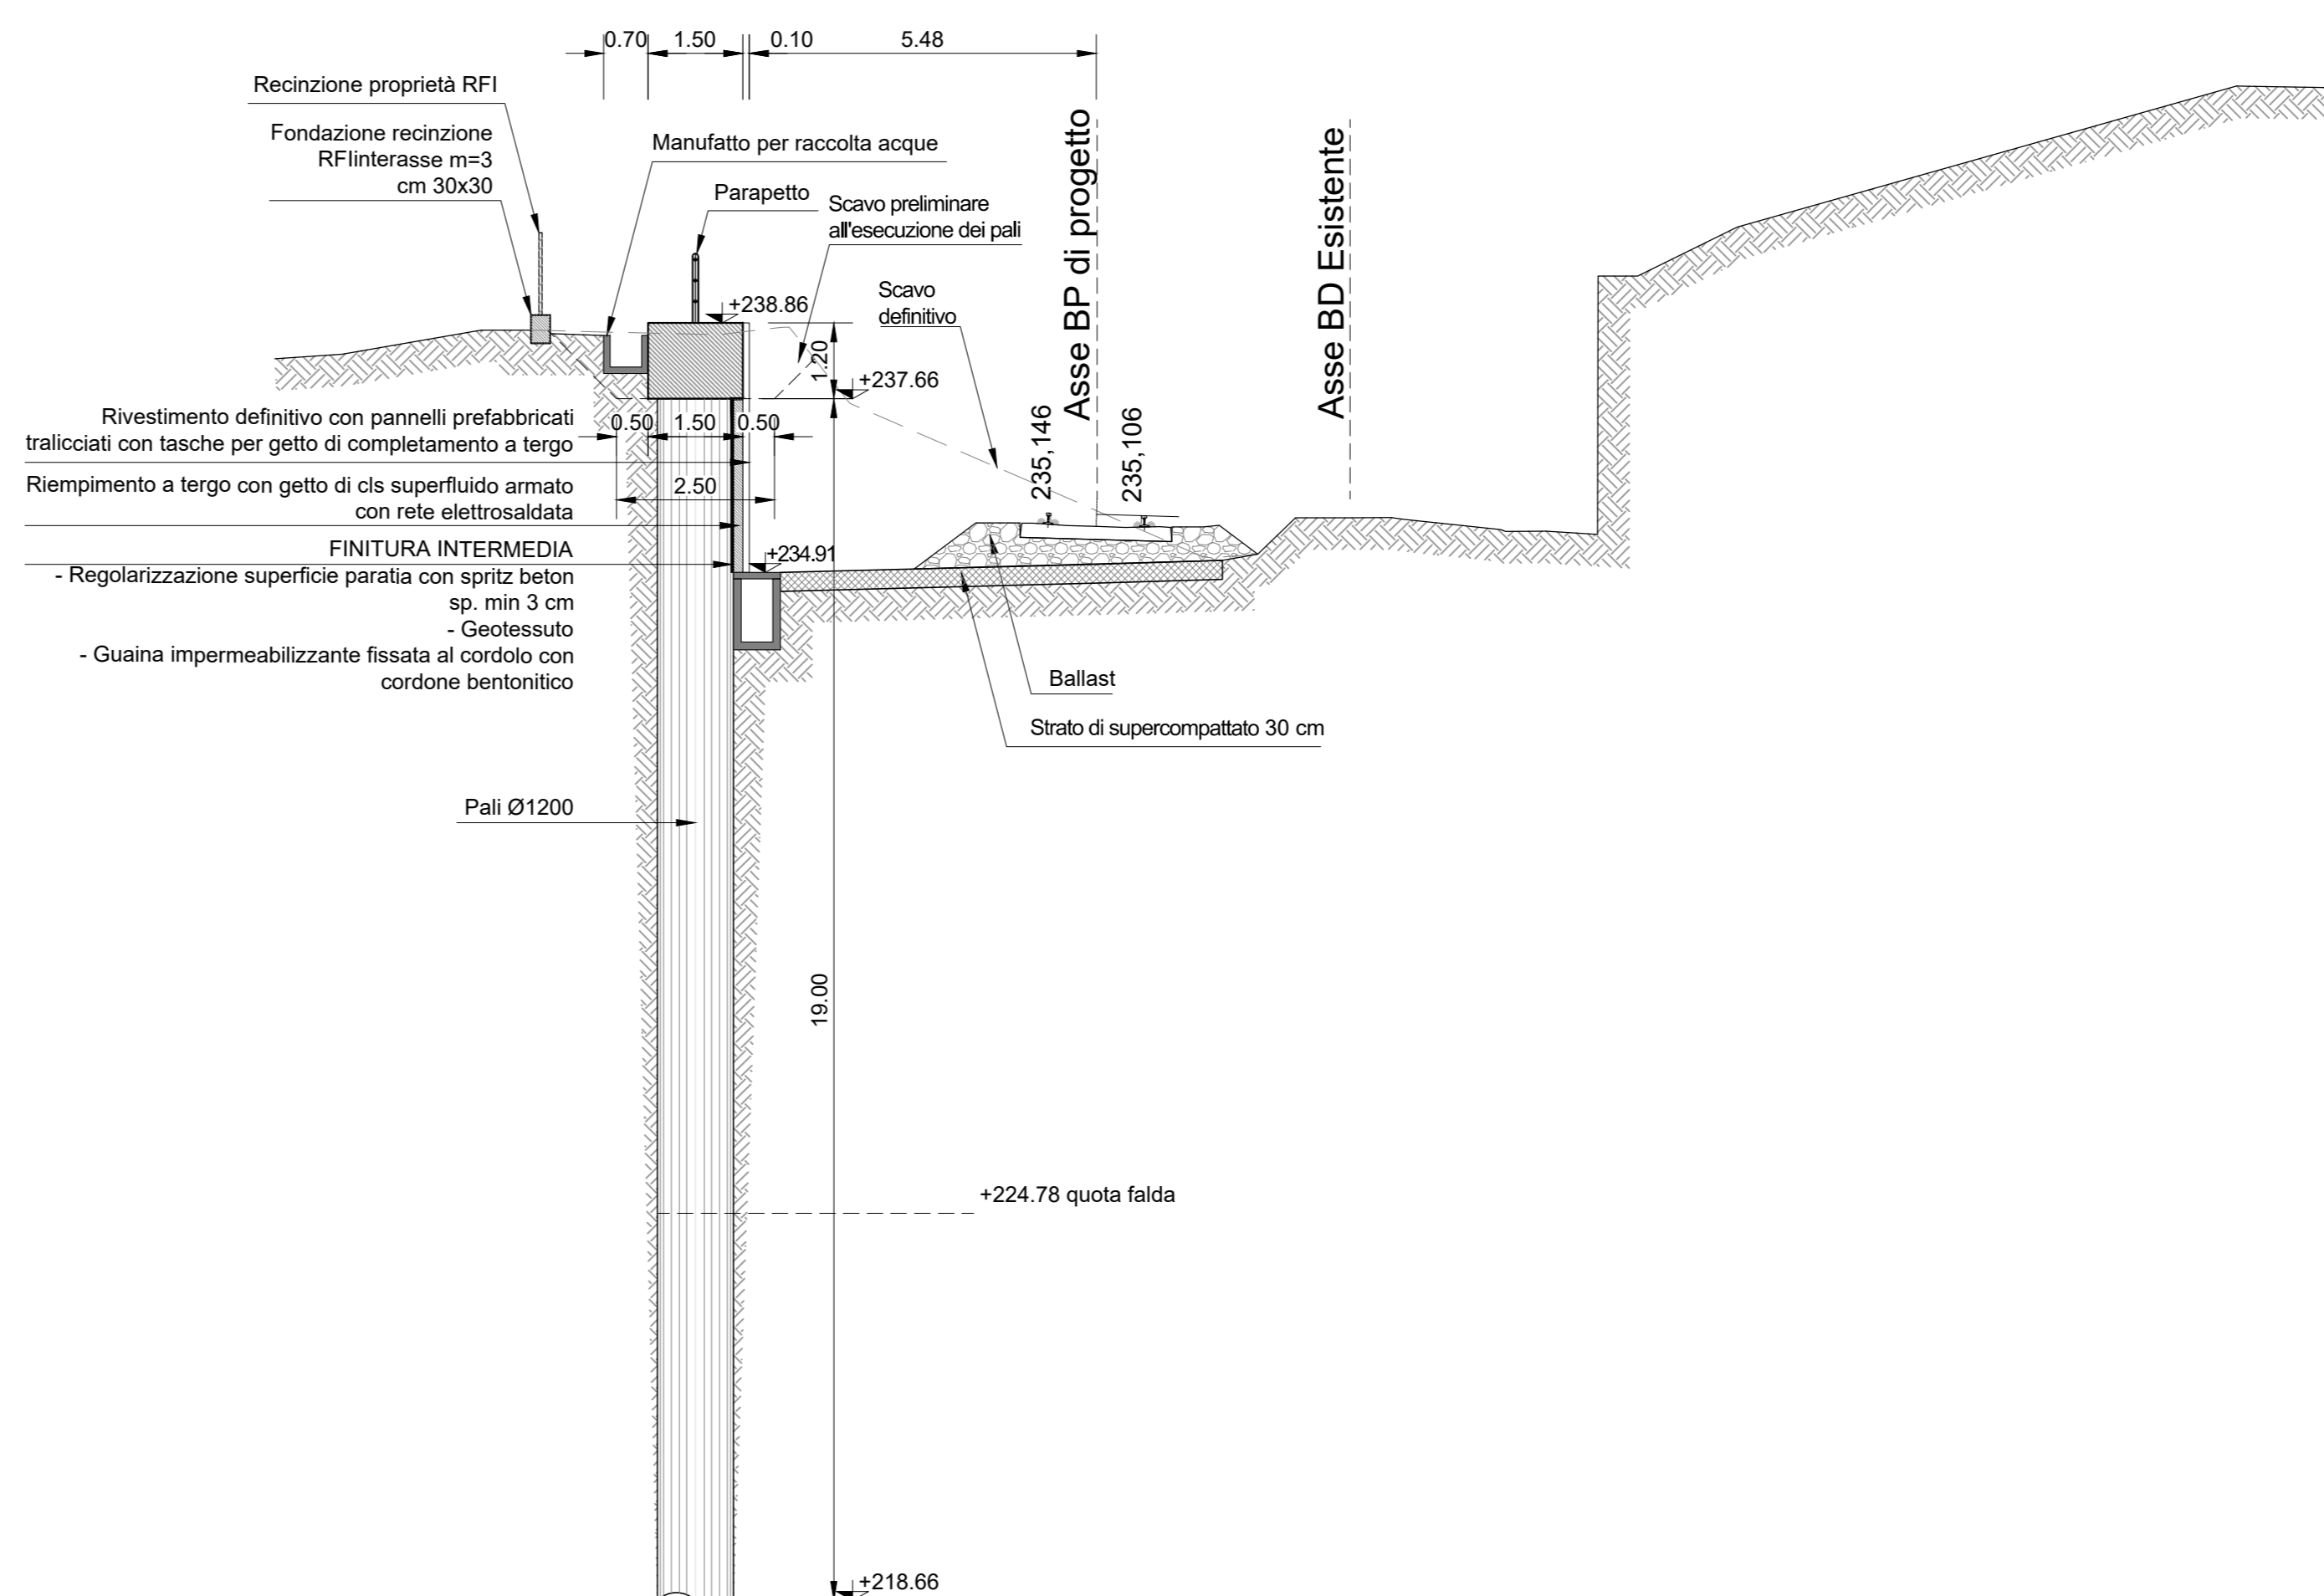 0.70 1.50 0.10 5.48
Recinzione proprietà RFI
Fondazione recinzione
RFIinterasse m=3
cm 30x30
Manufatto per raccolta acque
Parapetto
Scavo preliminare
all'esecuzione dei pali
Scavo
definitivo
Asse BP di progetto
Asse BD Esistente
+238.86
1.20
+237.66
Rivestimento definitivo con pannelli prefabbricati
tralicciati con tasche per getto di completamento a tergo
0.50 1.50 0.50
235,146
235,106
Riempimento a tergo con getto di cls superfluido armato
con rete elettrosaldata
2.50
FINITURA INTERMEDIA
- Regolarizzazione superficie paratia con spritz beton
sp. min 3 cm
- Geotessuto
- Guaina impermeabilizzante fissata al cordolo con
cordone bentonitico
+234.91
Ballast
Strato di supercompattato 30 cm
Pali Ø1200
19.00
+224.78 quota falda
+218.66